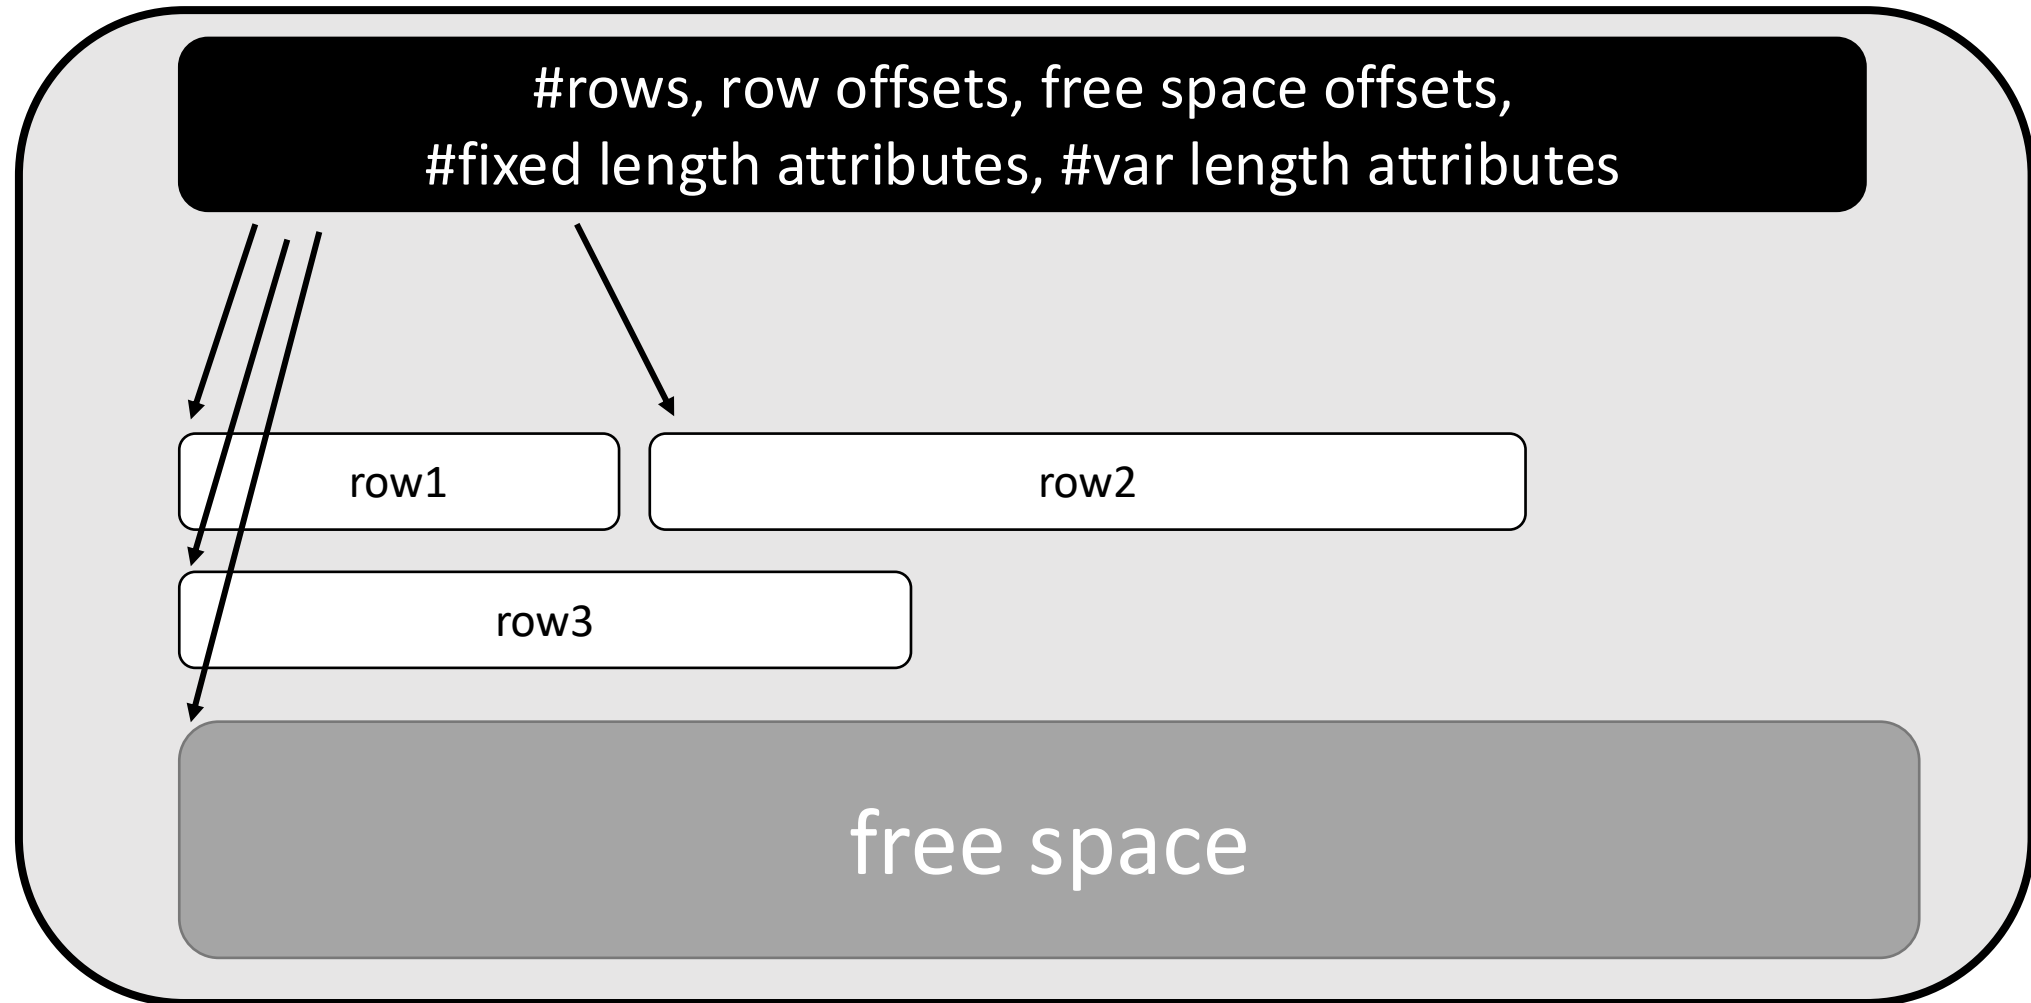 #rows, row offsets, free space offsets,
#fixed length attributes, #var length attributes
row1
row2
row3
free space